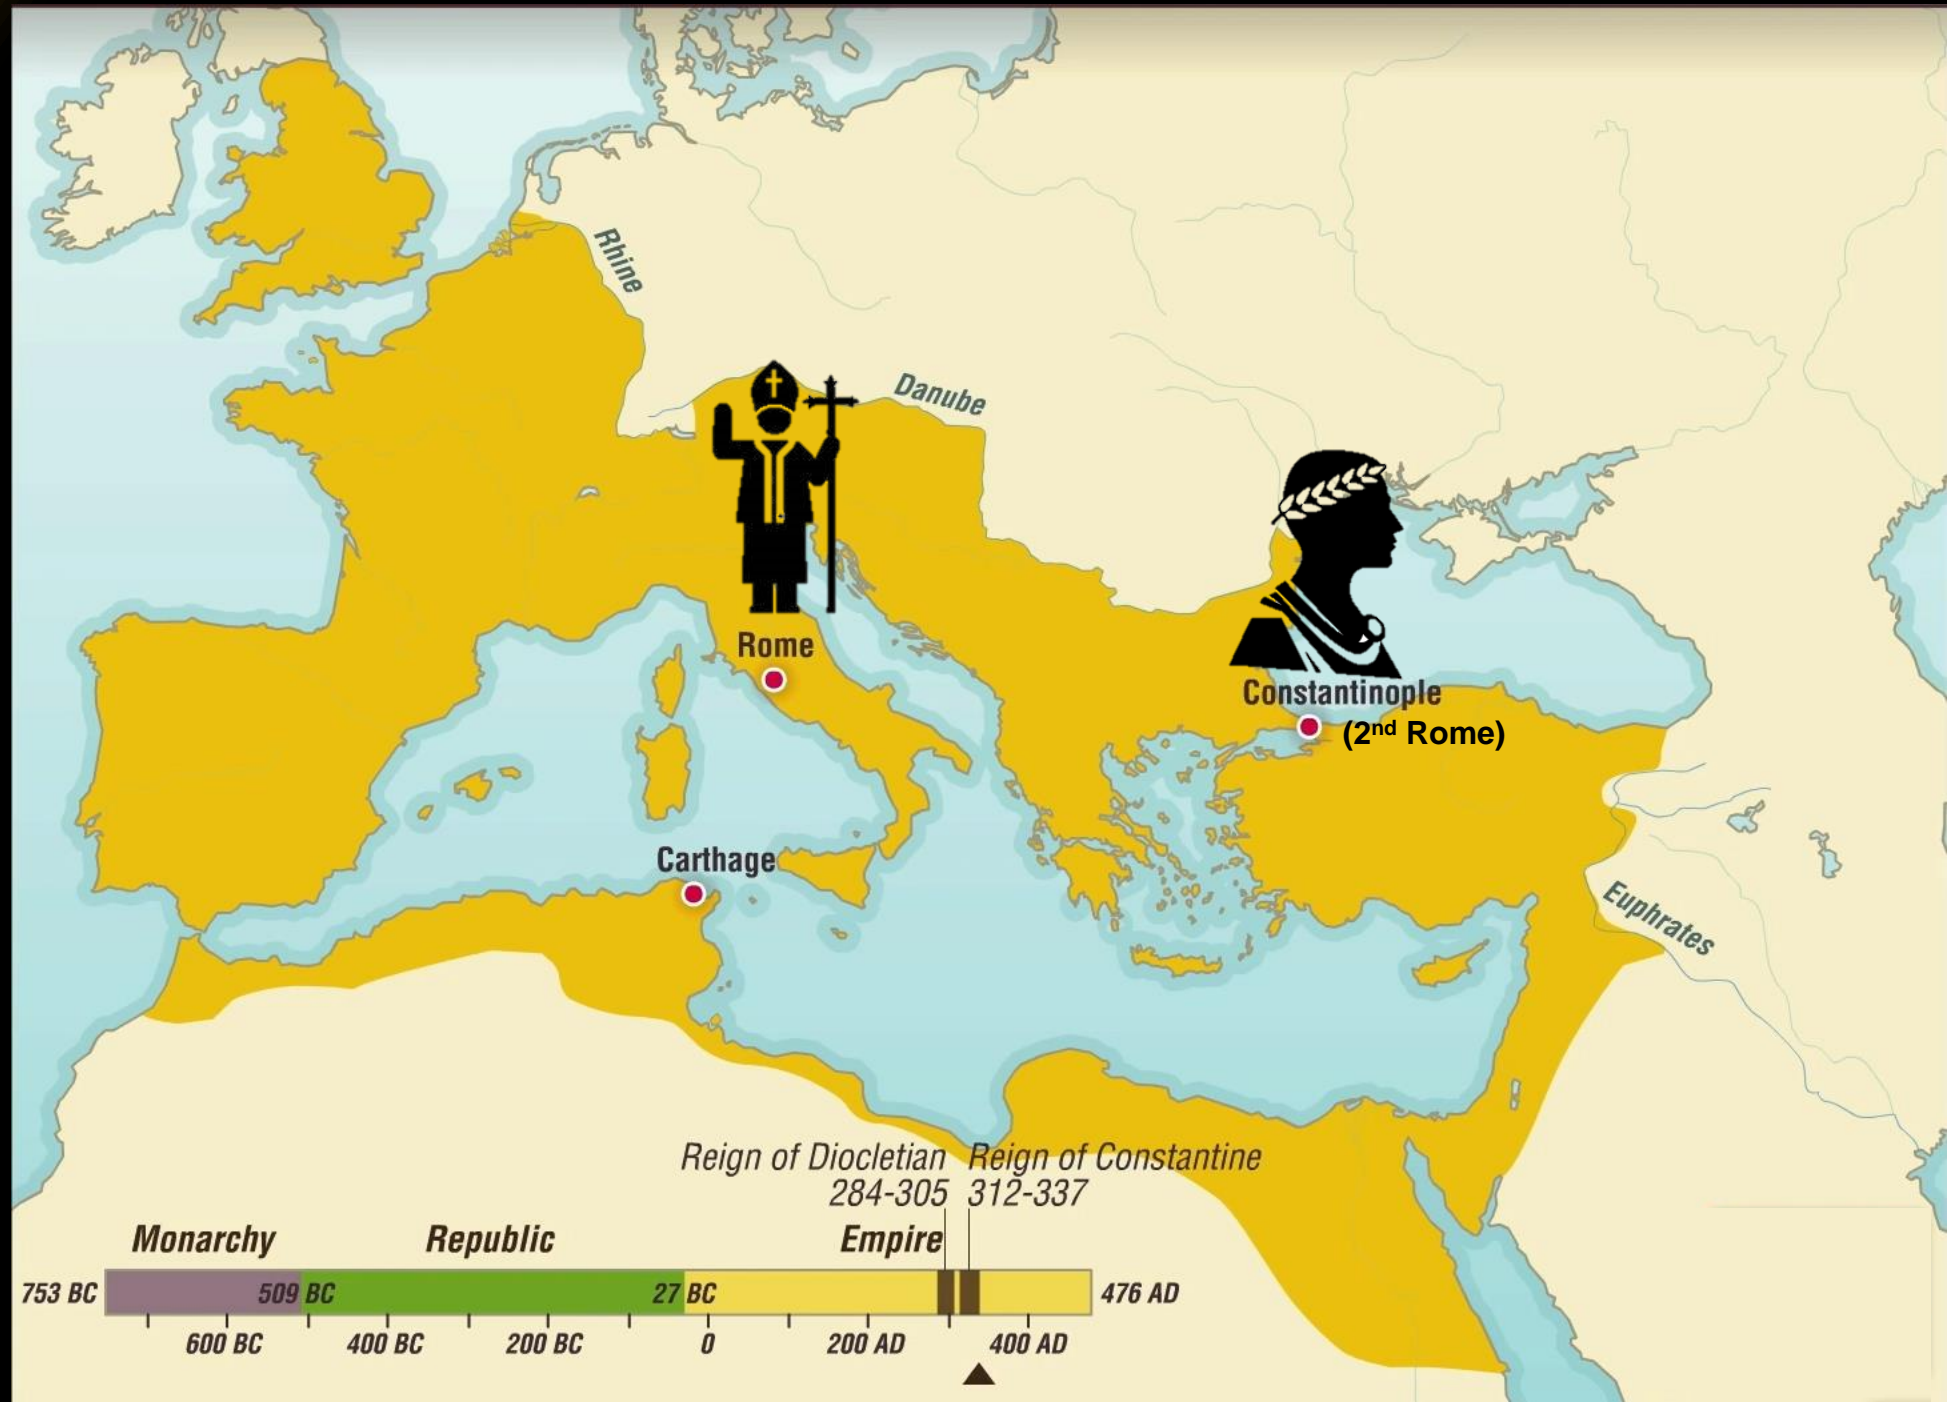 Rhine
Danube
Rome
Constantinople
(2nd Rome)
Carthage
Euphrates
Reign of Diocletian
284-305
Reign of Constantine
312-337
Monarchy
Republic
Empire
753 BC
509 BC
27 BC
476 AD
600 BC
400 BC
200 BC
0
200 AD
400 AD